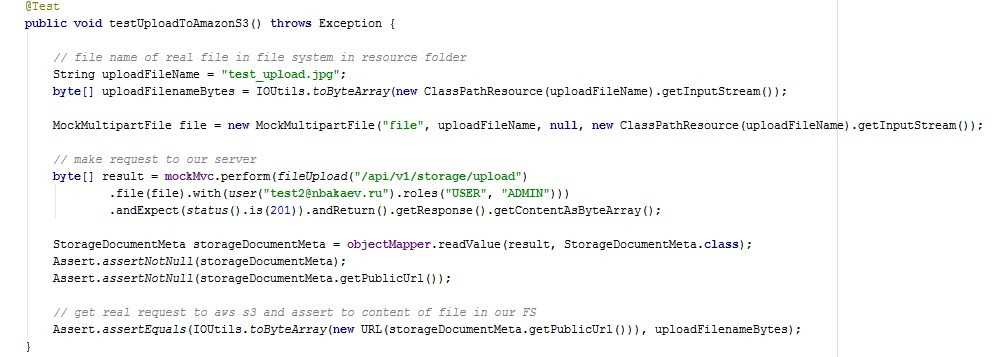 @Test
public void testUploadToAmazonS3() throws Exception {
// file name of real file in file system in resource folder
String uploadFileName = "test_upload.jpg";
byte[] uploadFilenameBytes = IOUtils.toByteArray(new ClassPathResource(uploadFileName).getInputStream());
MockMultipartFile file = new MockMultipartFile("file", uploadFileName, null, new ClassPathResource(uploadFileName).getInputStream());
// make request to our server
byte[] result = mockMvc.perform(fileUpload("/api/v1/storage/upload")
.file(file).with(user("test2@nbakaev.ru").roles("USER", "ADMIN")))
.andExpect(status().is(201)).andReturn().getResponse().getContentAsByteArray();
StorageDocumentMeta storageDocumentMeta = objectMapper.readValue(result, StorageDocumentMeta.class);
Assert.assertNotNull(storageDocumentMeta);
Assert.assertNotNull(storageDocumentMeta.getPublicUrl());
// get real request to aws s3 and assert to content of file in our FS
Assert.assertEquals(IOUtils.toByteArray(new URL(storageDocumentMeta.getPublicUrl())), uploadFilenameBytes);
}